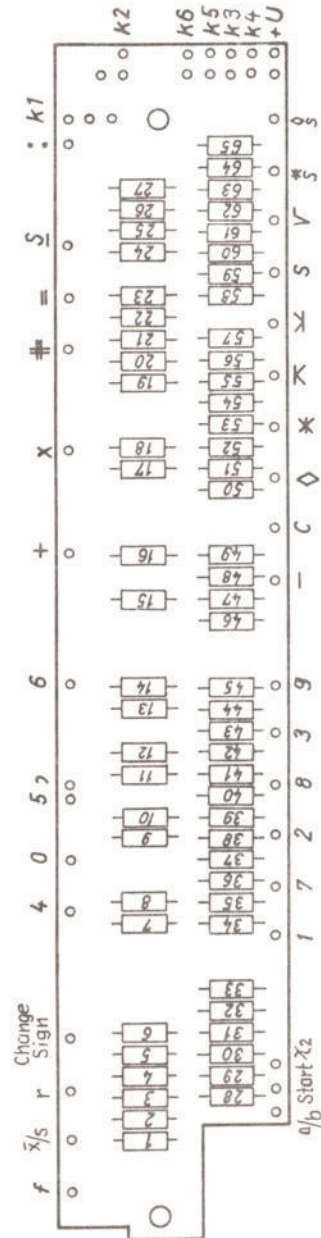 f x̄/s r Change Sign 4 0 5 , 6 + x ⧣ = S̲ : k1
k2
k6
k5
k3
k4
+U
1 2 3 4 5 6 7 8 9 10 11 12 13 14 15 16 17 18 19 20 21 22 23 24 25 26 27
28 29 30 31 32 33 34 35 36 37 38 39 40 41 42 43 44 45 46 47 48 49 50 51 52 53 54 55 56 57 58 59 60 61 62 63 64 65
a/b Start x2 1 7 2 8 3 9 − C ◇ * ⊼ ⊻ S V *S ◇S